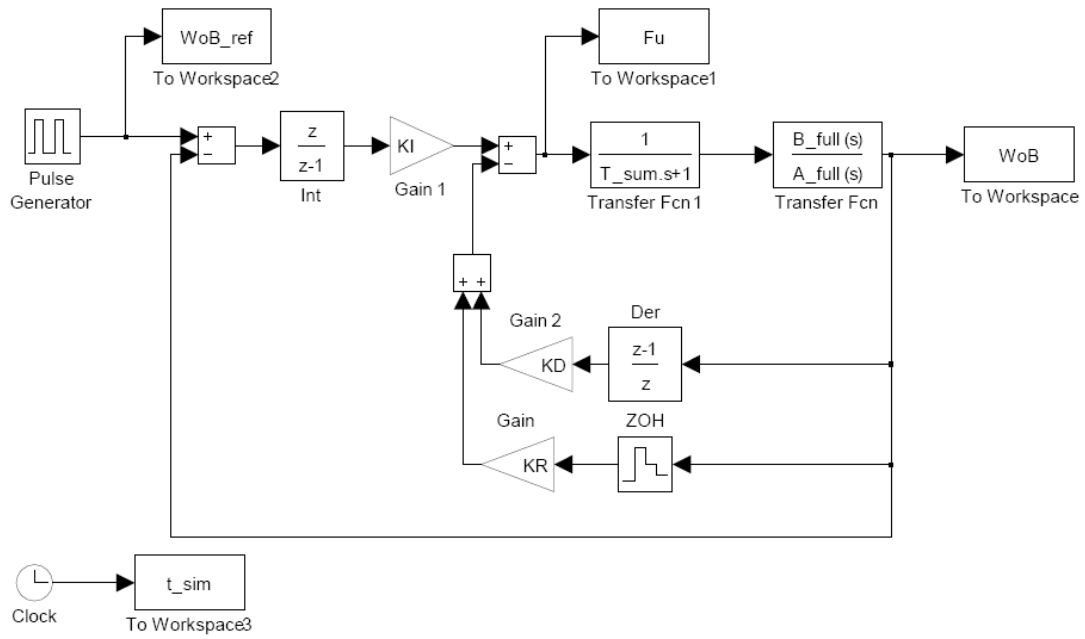 WoB_ref
To Workspace2
Fu
To Workspace1
Pulse
Generator
+
−
z
z-1
Int
KI
Gain 1
+
−
1
T_sum.s+1
Transfer Fcn 1
B_full (s)
A_full (s)
Transfer Fcn
WoB
To Workspace
+ +
Gain 2
KD
Der
z-1
z
Gain
KR
ZOH
Clock
t_sim
To Workspace3